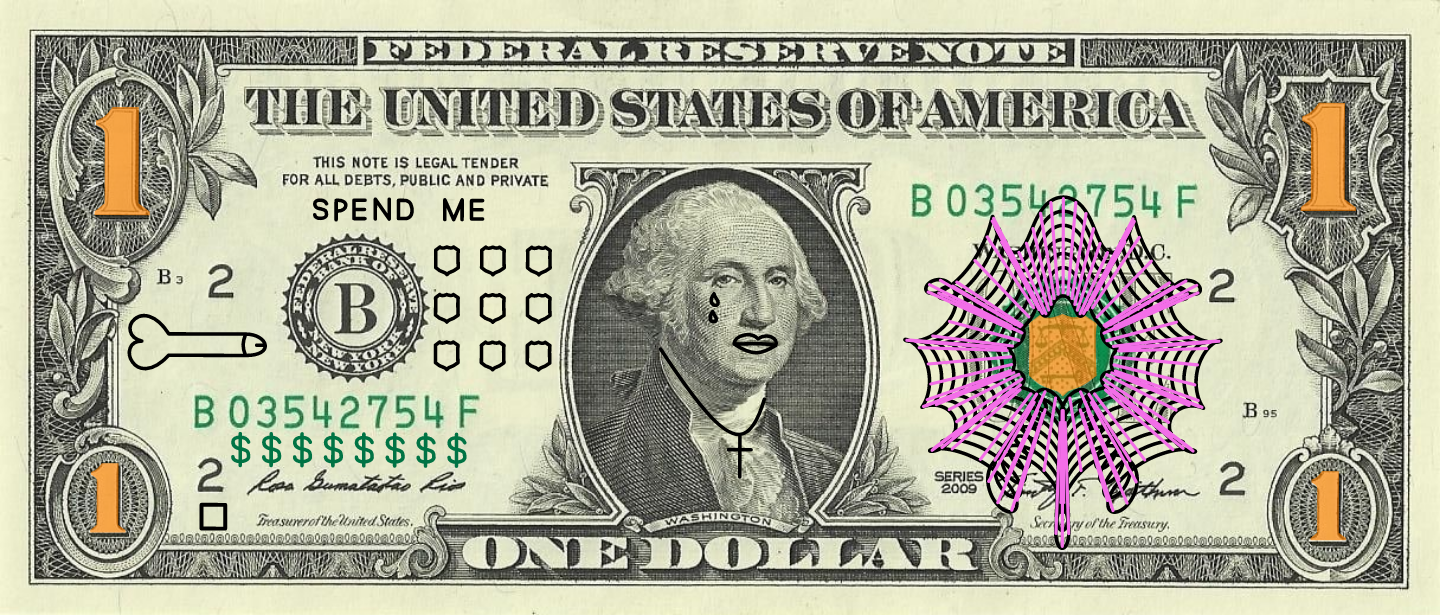 FEDERAL RESERVE NOTE
THE UNITED STATES OF AMERICA
1
1
THIS NOTE IS LEGAL TENDER
FOR ALL DEBTS, PUBLIC AND PRIVATE
SPEND ME
B 03542754 F
B3
2
FEDERAL RESERVE
BANK OF
B
NEW YORK
NEW YORK
2
B 03542754 F
$$$$$$$$
B 95
2
Rosa Gumataotao Rios
Treasurer of the United States.
SERIES
2009
2
Secretary of the Treasury.
WASHINGTON
1
1
ONE DOLLAR